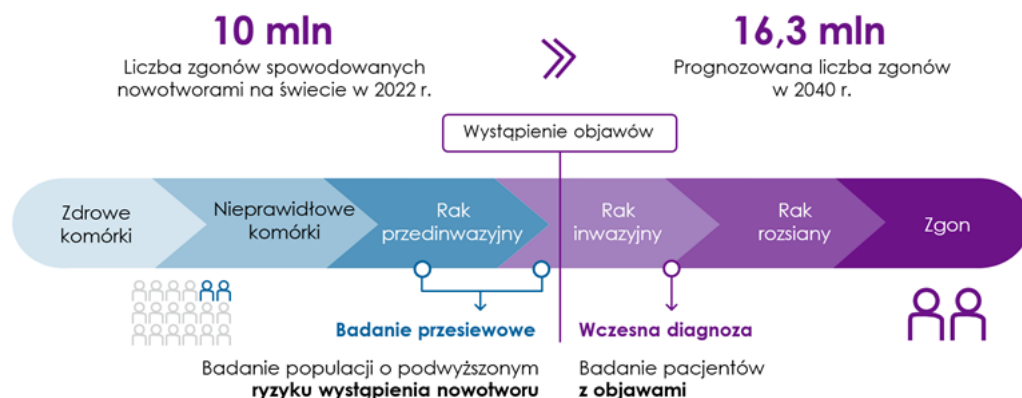 10 mln
Liczba zgonów spowodowanych
nowotworami na świecie w 2022 r.
16,3 mln
Prognozowana liczba zgonów
w 2040 r.
Wystąpienie objawów
Zdrowe
komórki
Nieprawidłowe
komórki
Rak
przedinwazyjny
Rak
inwazyjny
Rak
rozsiany
Zgon
Badanie przesiewowe
Badanie populacji o podwyższonym
ryzyku wystąpienia nowotworu
Wczesna diagnoza
Badanie pacjentów
z objawami